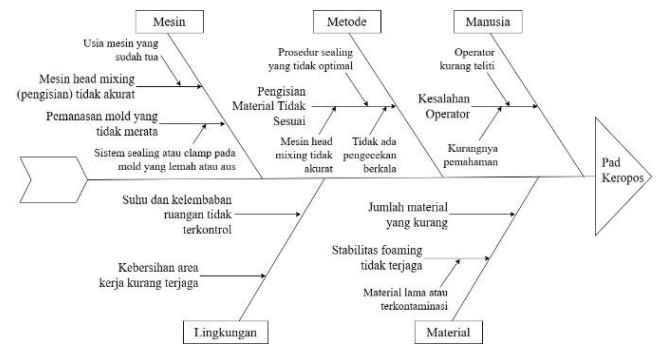 Mesin
Metode
Manusia
Usia mesin yang
sudah tua
Mesin head mixing
(pengisian) tidak akurat
Pemanasan mold yang
tidak merata
Sistem sealing atau clamp pada
mold yang lemah atau aus
Prosedur sealing
yang tidak optimal
Pengisian
Material Tidak
Sesuai
Mesin head
mixing tidak
akurat
Tidak ada
pengecekan
berkala
Operator
kurang teliti
Kesalahan
Operator
Kurangnya
pemahaman
Pad
Keropos
Suhu dan kelembaban
ruangan tidak
terkontrol
Kebersihan area
kerja kurang terjaga
Jumlah material
yang kurang
Stabilitas foaming
tidak terjaga
Material lama atau
terkontaminasi
Lingkungan
Material